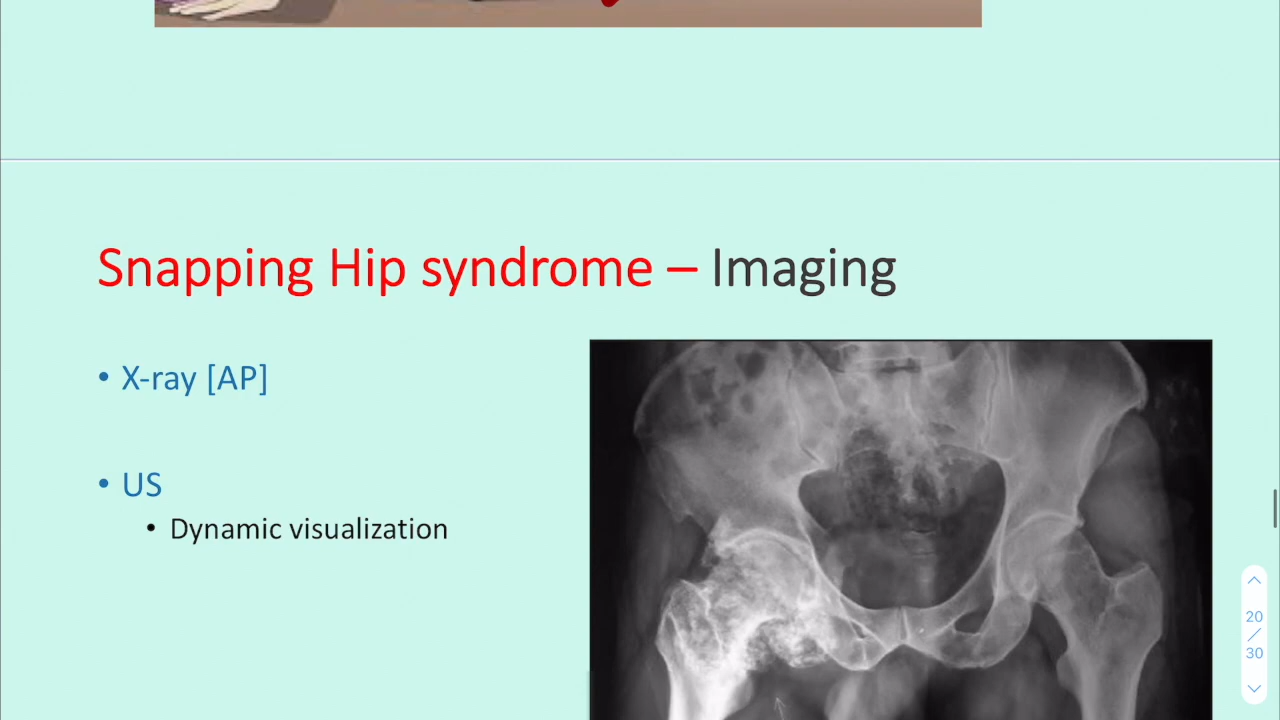 Snapping Hip syndrome – Imaging
• X-ray [AP]
• US
• Dynamic visualization
20
/
30